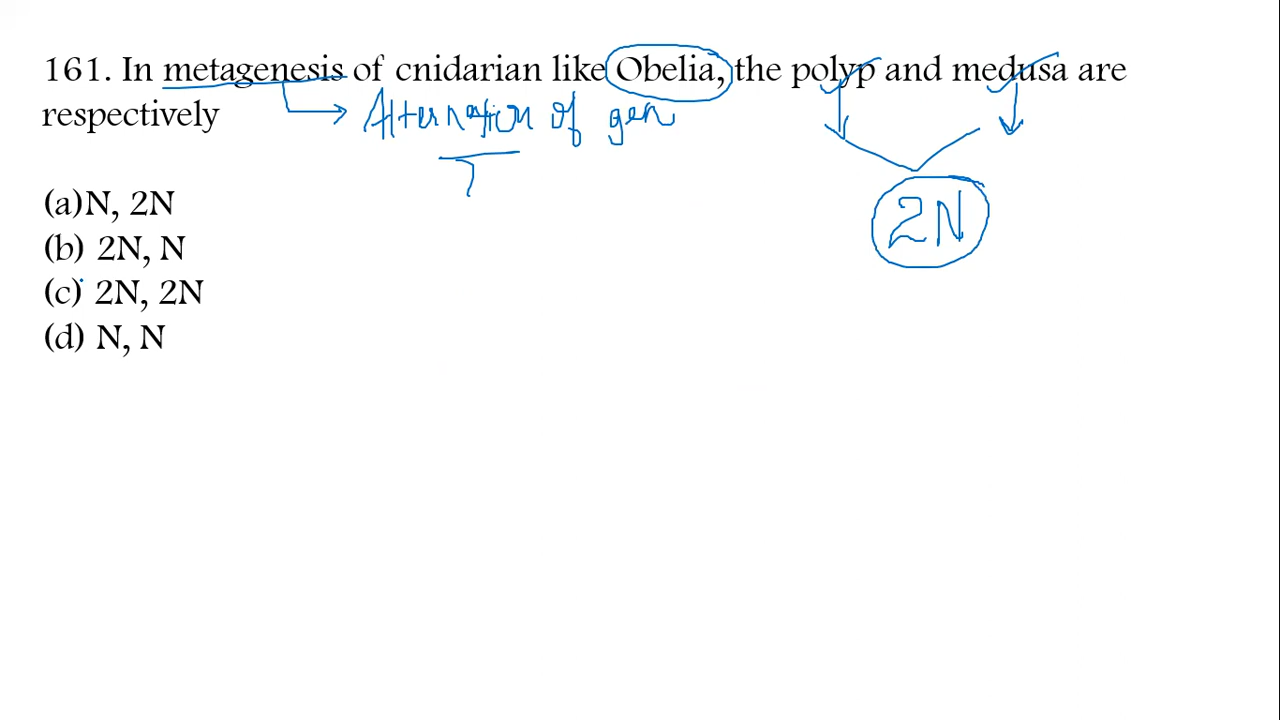 161. In metagenesis of cnidarian like Obelia, the polyp and medusa are
respectively
Alternation of gen
2N
(a)N, 2N
(b) 2N, N
(c) 2N, 2N
(d) N, N